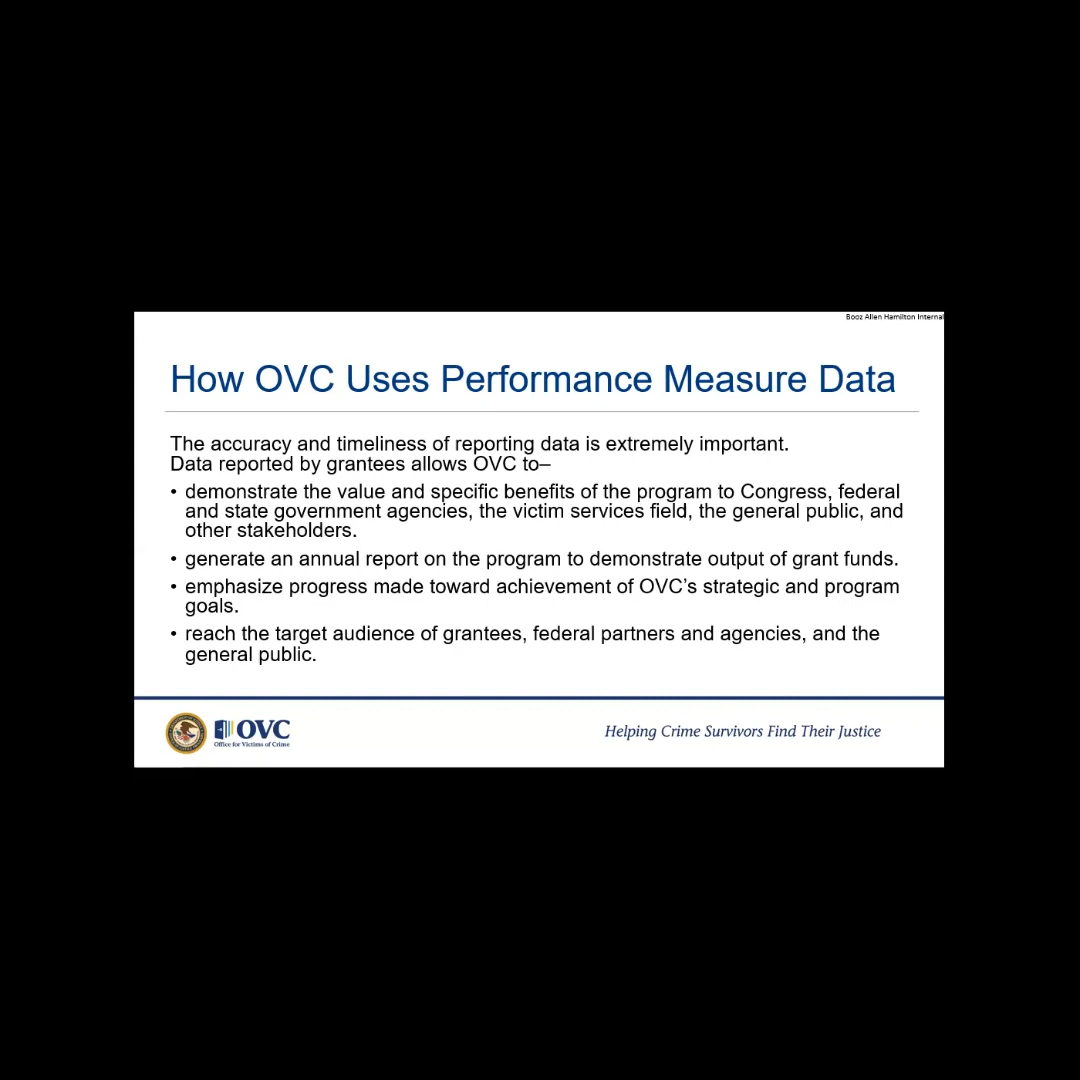 Booz Allen Hamilton Internal
How OVC Uses Performance Measure Data
The accuracy and timeliness of reporting data is extremely important.
Data reported by grantees allows OVC to–
• demonstrate the value and specific benefits of the program to Congress, federal
and state government agencies, the victim services field, the general public, and
other stakeholders.
• generate an annual report on the program to demonstrate output of grant funds.
• emphasize progress made toward achievement of OVC's strategic and program
goals.
• reach the target audience of grantees, federal partners and agencies, and the
general public.
OVC
Office for Victims of Crime
Helping Crime Survivors Find Their Justice